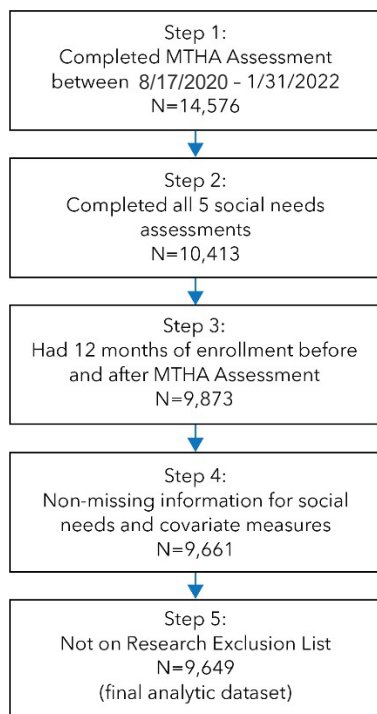 Step 1:
Completed MTHA Assessment
between 8/17/2020 – 1/31/2022
N=14,576
Step 2:
Completed all 5 social needs
assessments
N=10,413
Step 3:
Had 12 months of enrollment before
and after MTHA Assessment
N=9,873
Step 4:
Non-missing information for social
needs and covariate measures
N=9,661
Step 5:
Not on Research Exclusion List
N=9,649
(final analytic dataset)